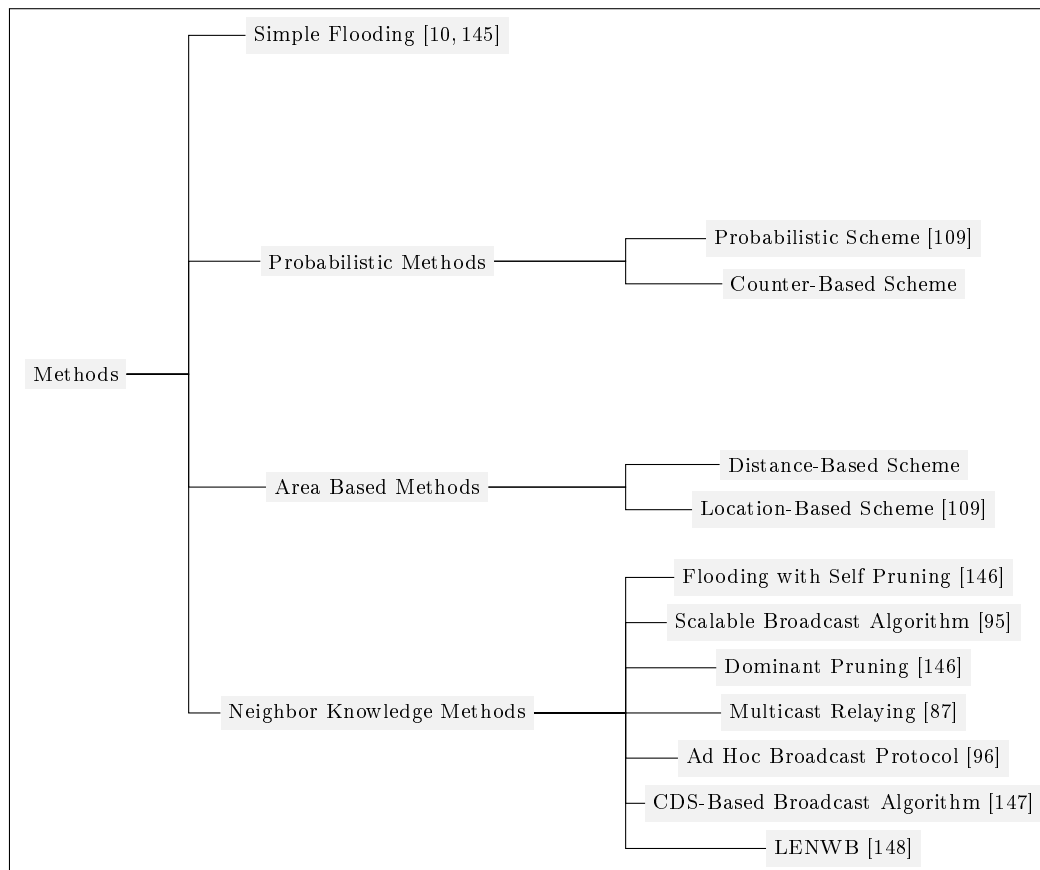 Simple Flooding [10, 145]
Probabilistic Scheme [109]
Probabilistic Methods
Counter-Based Scheme
Methods
Distance-Based Scheme
Area Based Methods
Location-Based Scheme [109]
Flooding with Self Pruning [146]
Scalable Broadcast Algorithm [95]
Dominant Pruning [146]
Neighbor Knowledge Methods
Multicast Relaying [87]
Ad Hoc Broadcast Protocol [96]
CDS-Based Broadcast Algorithm [147]
LENWB [148]